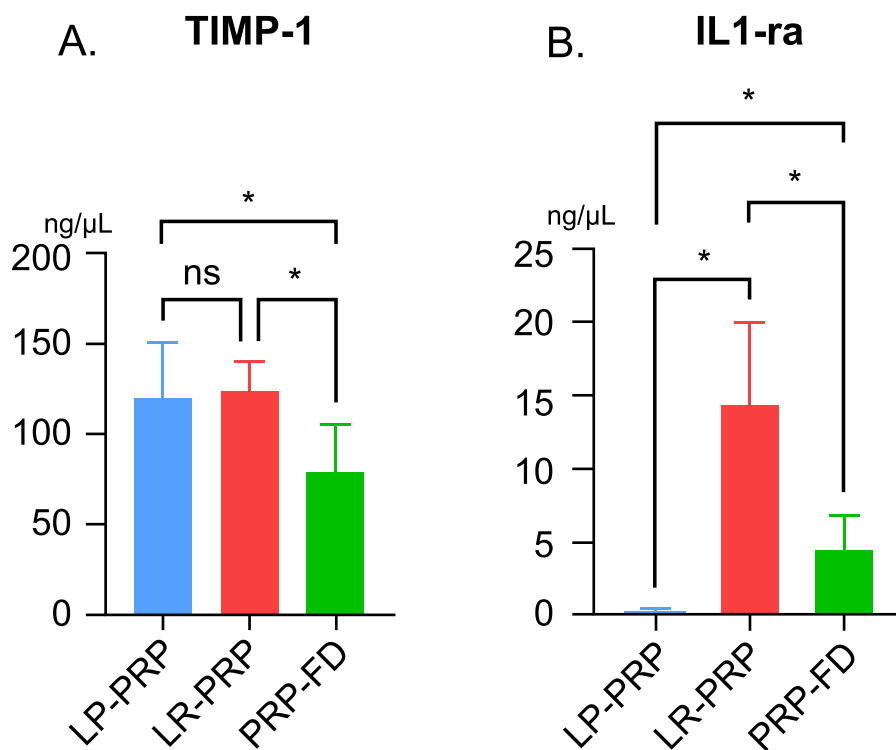 A. TIMP-1
ng/µL
200
150
100
50
0
*
ns
*
LP-PRP
LR-PRP
PRP-FD
B. IL1-ra
ng/µL
25
20
15
10
5
0
*
*
*
LP-PRP
LR-PRP
PRP-FD